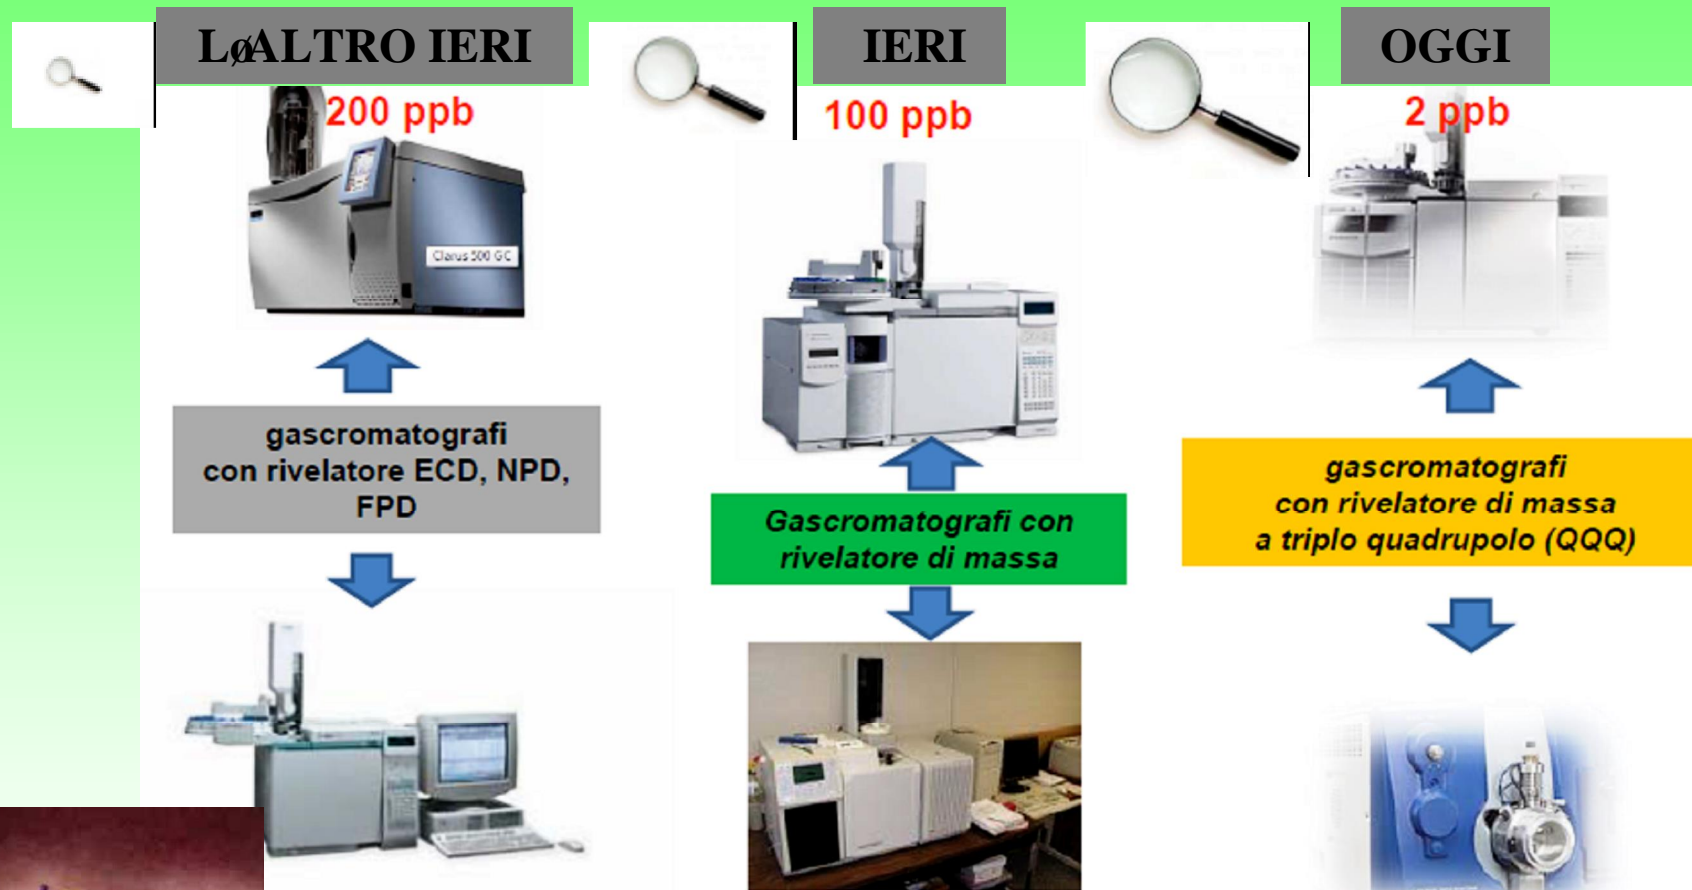 LøALTRO IERI
IERI
OGGI
200 ppb
100 ppb
2 ppb
Clarus 500 GC
gascromatografi
con rivelatore ECD, NPD,
FPD
Gascromatografi con
rivelatore di massa
gascromatografi
con rivelatore di massa
a triplo quadrupolo (QQQ)